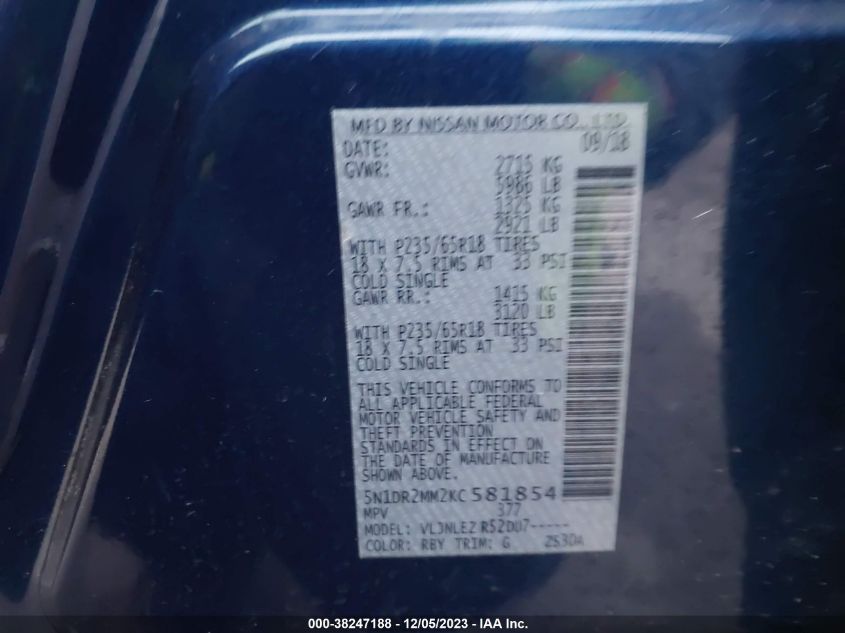 MFD BY NISSAN MOTOR CO., LTD.
DATE: 09/18
GVWR: 2715 KG
5986 LB
GAWR FR.: 1325 KG
2921 LB
WITH P235/65R18 TIRES
18 X 7.5 RIMS AT 33 PSI
COLD SINGLE
GAWR RR.: 1415 KG
3120 LB
WITH P235/65R18 TIRES
18 X 7.5 RIMS AT 33 PSI
COLD SINGLE
THIS VEHICLE CONFORMS TO
ALL APPLICABLE FEDERAL
MOTOR VEHICLE SAFETY AND
THEFT PREVENTION
STANDARDS IN EFFECT ON
THE DATE OF MANUFACTURE
SHOWN ABOVE.
5N1DR2MM2KC581854
MPV 377
MODEL: VLJNLEZ R52DU7-----
COLOR: RBY TRIM: G
000-38247188 - 12/05/2023 - IAA Inc.